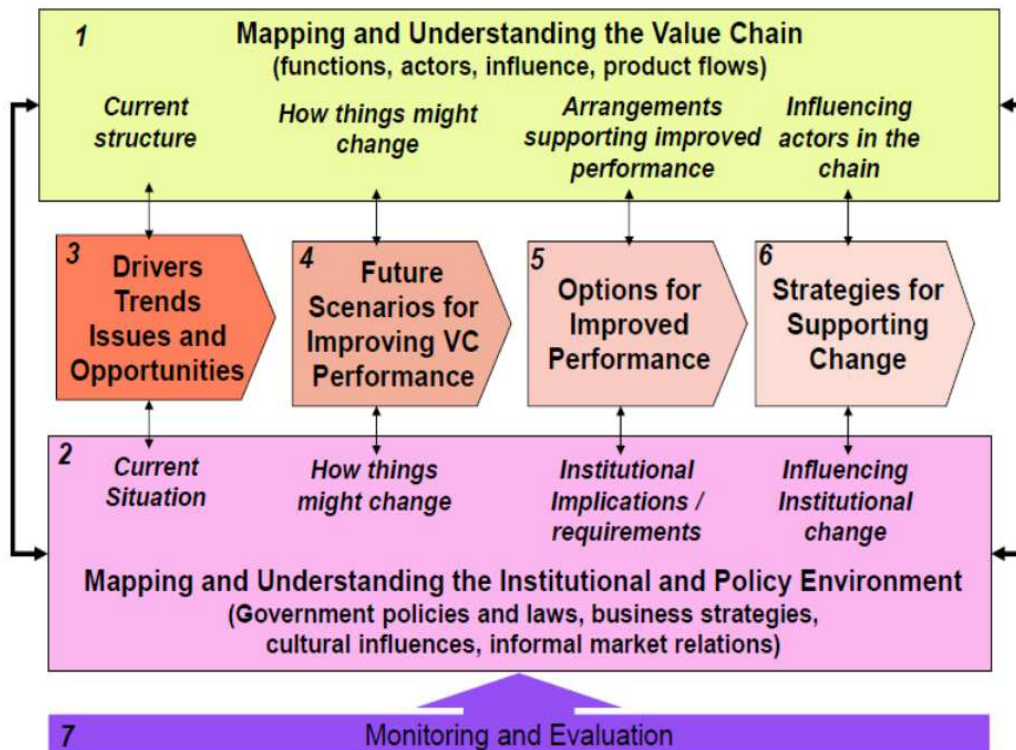 1
Mapping and Understanding the Value Chain
(functions, actors, influence, product flows)
Current
structure
How things might
change
Arrangements
supporting improved
performance
Influencing
actors in the
chain
3
Drivers
Trends
Issues and
Opportunities
4
Future
Scenarios for
Improving VC
Performance
5
Options for
Improved
Performance
6
Strategies for
Supporting
Change
2
Current
Situation
How things
might change
Institutional
Implications /
requirements
Influencing
Institutional
change
Mapping and Understanding the Institutional and Policy Environment
(Government policies and laws, business strategies,
cultural influences, informal market relations)
7
Monitoring and Evaluation